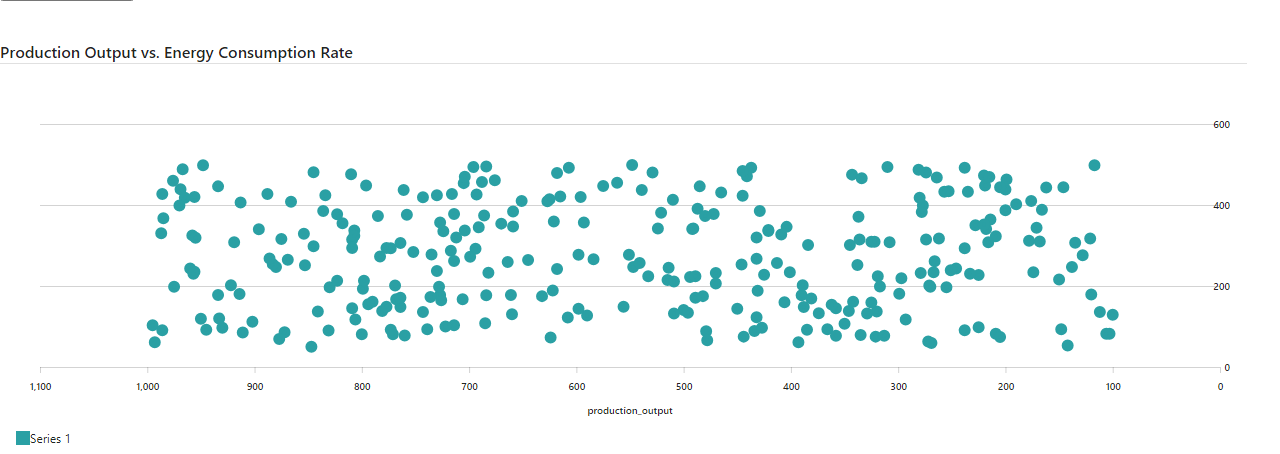 Production Output vs. Energy Consumption Rate
600
400
200
0
1,100 1,000 900 800 700 600 500 400 300 200 100 0
production_output
Series 1